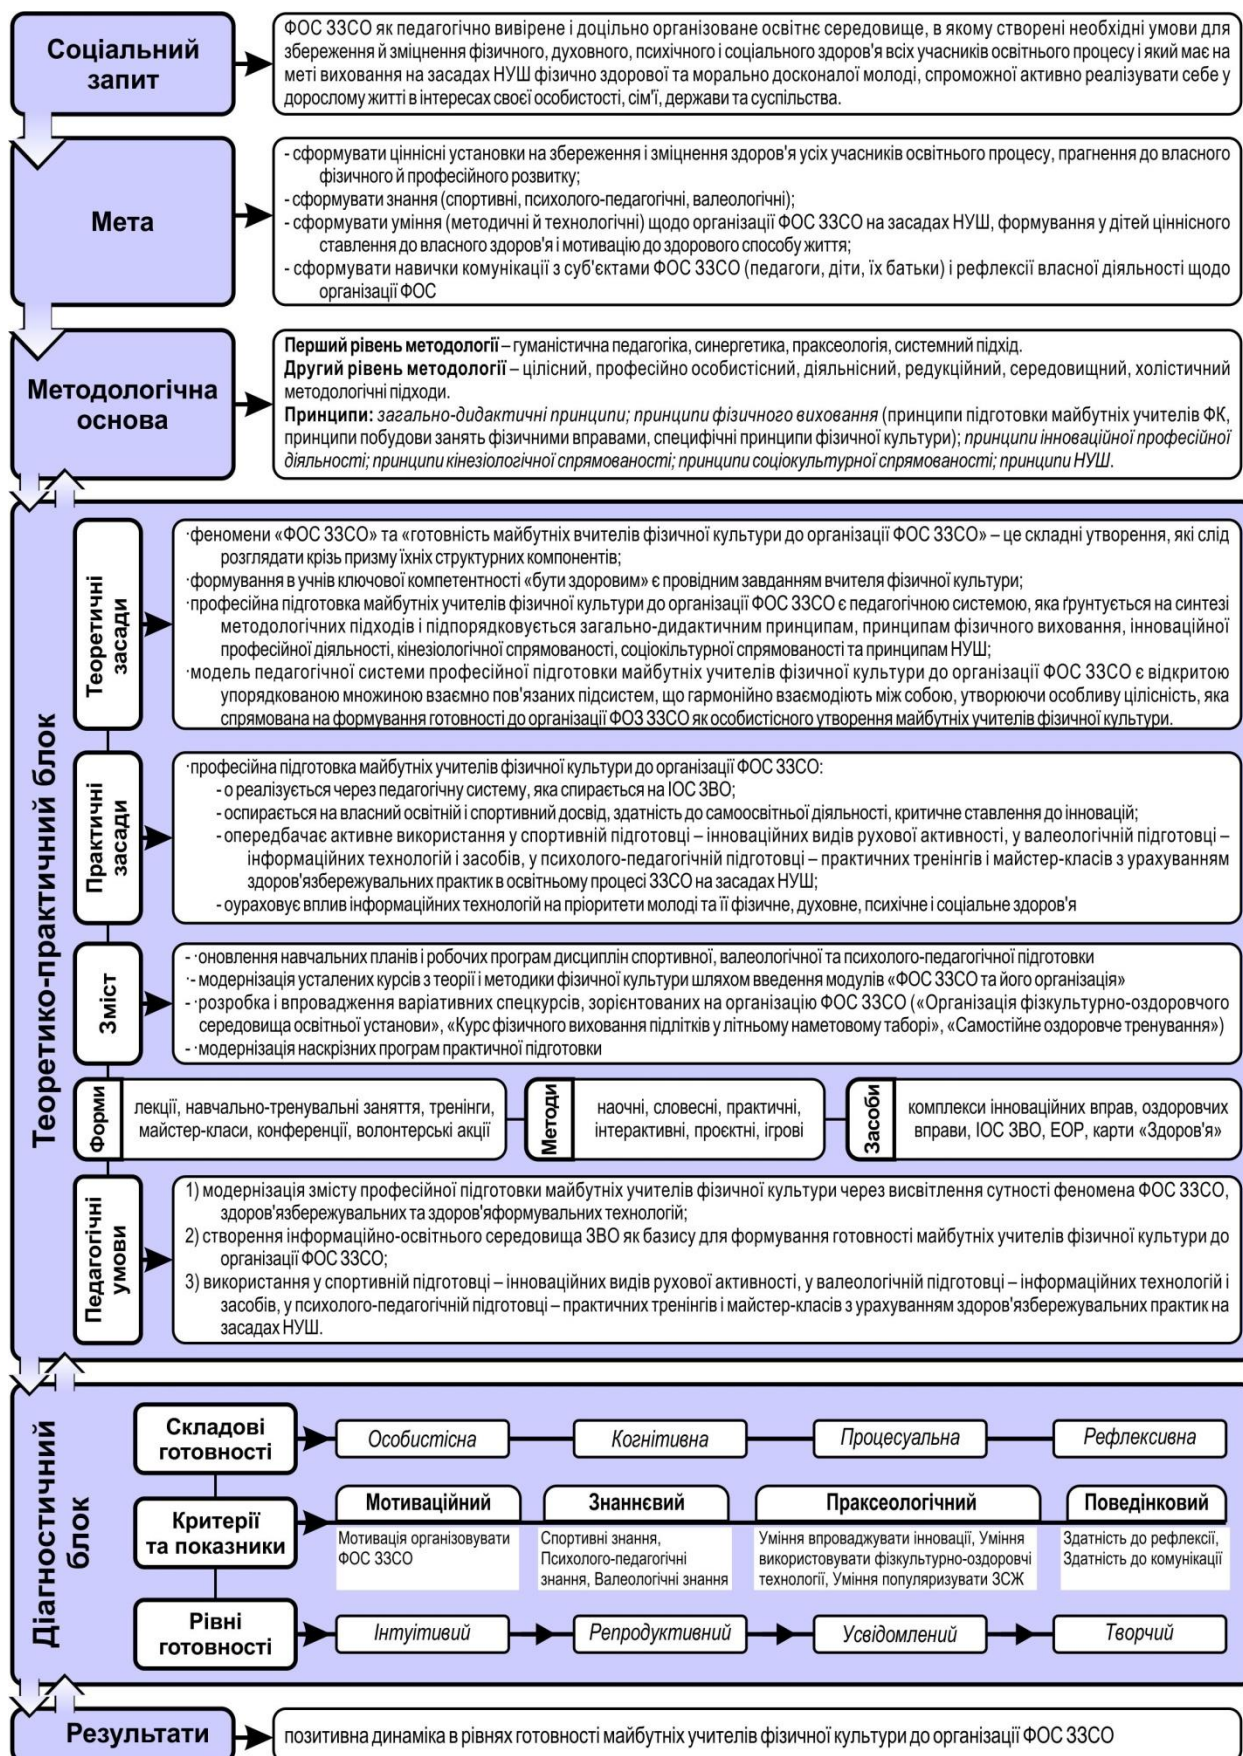 Соціальний
запит
ФОС ЗЗСО як педагогічно вивірене і доцільно організоване освітнє середовище, в якому створені необхідні умови для
збереження й зміцнення фізичного, духовного, психічного і соціального здоров'я всіх учасників освітнього процесу і який має на
меті виховання на засадах НУШ фізично здорової та морально досконалої молоді, спроможної активно реалізувати себе у
дорослому житті в інтересах своєї особистості, сім'ї, держави та суспільства.
Мета
- сформувати ціннісні установки на збереження і зміцнення здоров'я усіх учасників освітнього процесу, прагнення до власного
фізичного й професійного розвитку;
- сформувати знання (спортивні, психолого-педагогічні, валеологічні);
- сформувати уміння (методичні й технологічні) щодо організації ФОС ЗЗСО на засадах НУШ, формування у дітей ціннісного
ставлення до власного здоров'я і мотивацію до здорового способу життя;
- сформувати навички комунікації з суб'єктами ФОС ЗЗСО (педагоги, діти, їх батьки) і рефлексії власної діяльності щодо
організації ФОС
Методологічна
основа
Перший рівень методології – гуманістична педагогіка, синергетика, праксеологія, системний підхід.
Другий рівень методології – цілісний, професійно особистісний, діяльнісний, редукційний, середовищний, холістичний
методологічні підходи.
Принципи: загально-дидактичні принципи; принципи фізичного виховання (принципи підготовки майбутніх учителів ФК,
принципи побудови занять фізичними вправами, специфічні принципи фізичної культури); принципи інноваційної професійної
діяльності; принципи кінезіологічної спрямованості; принципи соціокультурної спрямованості; принципи НУШ.
Теоретико-практичний блок
Теоретичні
засади
·феномени «ФОС ЗЗСО» та «готовність майбутніх вчителів фізичної культури до організації ФОС ЗЗСО» – це складні утворення, які слід
розглядати крізь призму їхніх структурних компонентів;
·формування в учнів ключової компетентності «бути здоровим» є провідним завданням вчителя фізичної культури;
·професійна підготовка майбутніх учителів фізичної культури до організації ФОС ЗЗСО є педагогічною системою, яка ґрунтується на синтезі
методологічних підходів і підпорядковується загально-дидактичним принципам, принципам фізичного виховання, інноваційної
професійної діяльності, кінезіологічної спрямованості, соціокільтурної спрямованості та принципам НУШ;
·модель педагогічної системи професійної підготовки майбутніх учителів фізичної культури до організації ФОС ЗЗСО є відкритою
упорядкованою множиною взаємно пов'язаних підсистем, що гармонійно взаємодіють між собою, утворюючи особливу цілісність, яка
спрямована на формування готовності до організації ФОЗ ЗЗСО як особистісного утворення майбутніх учителів фізичної культури.
Практичні
засади
·професійна підготовка майбутніх учителів фізичної культури до організації ФОС ЗЗСО:
- о реалізується через педагогічну систему, яка спирається на ІОС ЗВО;
- оспирається на власний освітній і спортивний досвід, здатність до самоосвітньої діяльності, критичне ставлення до інновацій;
- опередбачає активне використання у спортивній підготовці – інноваційних видів рухової активності, у валеологічній підготовці –
інформаційних технологій і засобів, у психолого-педагогічній підготовці – практичних тренінгів і майстер-класів з урахуванням
здоров'язбережувальних практик в освітньому процесі ЗЗСО на засадах НУШ;
- оураховує вплив інформаційних технологій на пріоритети молоді та її фізичне, духовне, психічне і соціальне здоров'я
Зміст
- ·оновлення навчальних планів і робочих програм дисциплін спортивної, валеологічної та психолого-педагогічної підготовки
·- модернізація усталених курсів з теорії і методики фізичної культури шляхом введення модулів «ФОС ЗЗСО та його організація»
- ·розробка і впровадження варіативних спецкурсів, зорієнтованих на організацію ФОС ЗЗСО («Організація фізкультурно-оздоровчого
середовища освітньої установи», «Курс фізичного виховання підлітків у літньому наметовому таборі», «Самостійне оздоровче тренування»)
- ·модернізація наскрізних програм практичної підготовки
Форми
лекції, навчально-тренувальні заняття, тренінги,
майстер-класи, конференції, волонтерські акції
Методи
наочні, словесні, практичні,
інтерактивні, проєктні, ігрові
Засоби
комплекси інноваційних вправ, оздоровчих
вправи, ІОС ЗВО, ЕОР, карти «Здоров'я»
Педагогічні
умови
1) модернізація змісту професійної підготовки майбутніх учителів фізичної культури через висвітлення сутності феномена ФОС ЗЗСО,
здоров'язбережувальних та здоров'яформувальних технологій;
2) створення інформаційно-освітнього середовища ЗВО як базису для формування готовності майбутніх учителів фізичної культури до
організації ФОС ЗЗСО;
3) використання у спортивній підготовці – інноваційних видів рухової активності, у валеологічній підготовці – інформаційних технологій і
засобів, у психолого-педагогічній підготовці – практичних тренінгів і майстер-класів з урахуванням здоров'язбережувальних практик на
засадах НУШ.
Діагностичний
блок
Складові
готовності
Особистісна
Когнітивна
Процесуальна
Рефлексивна
Критерії
та показники
Мотиваційний
Знаннєвий
Праксеологічний
Поведінковий
Мотивація організовувати
ФОС ЗЗСО
Спортивні знання,
Психолого-педагогічні
знання, Валеологічні знання
Уміння впроваджувати інновації, Уміння
використовувати фізкультурно-оздоровчі
технології, Уміння популяризувати ЗСЖ
Здатність до рефлексії,
Здатність до комунікації
Рівні
готовності
Інтуітивий
Репродуктивний
Усвідомлений
Творчий
Результати
позитивна динаміка в рівнях готовності майбутніх учителів фізичної культури до організації ФОС ЗЗСО